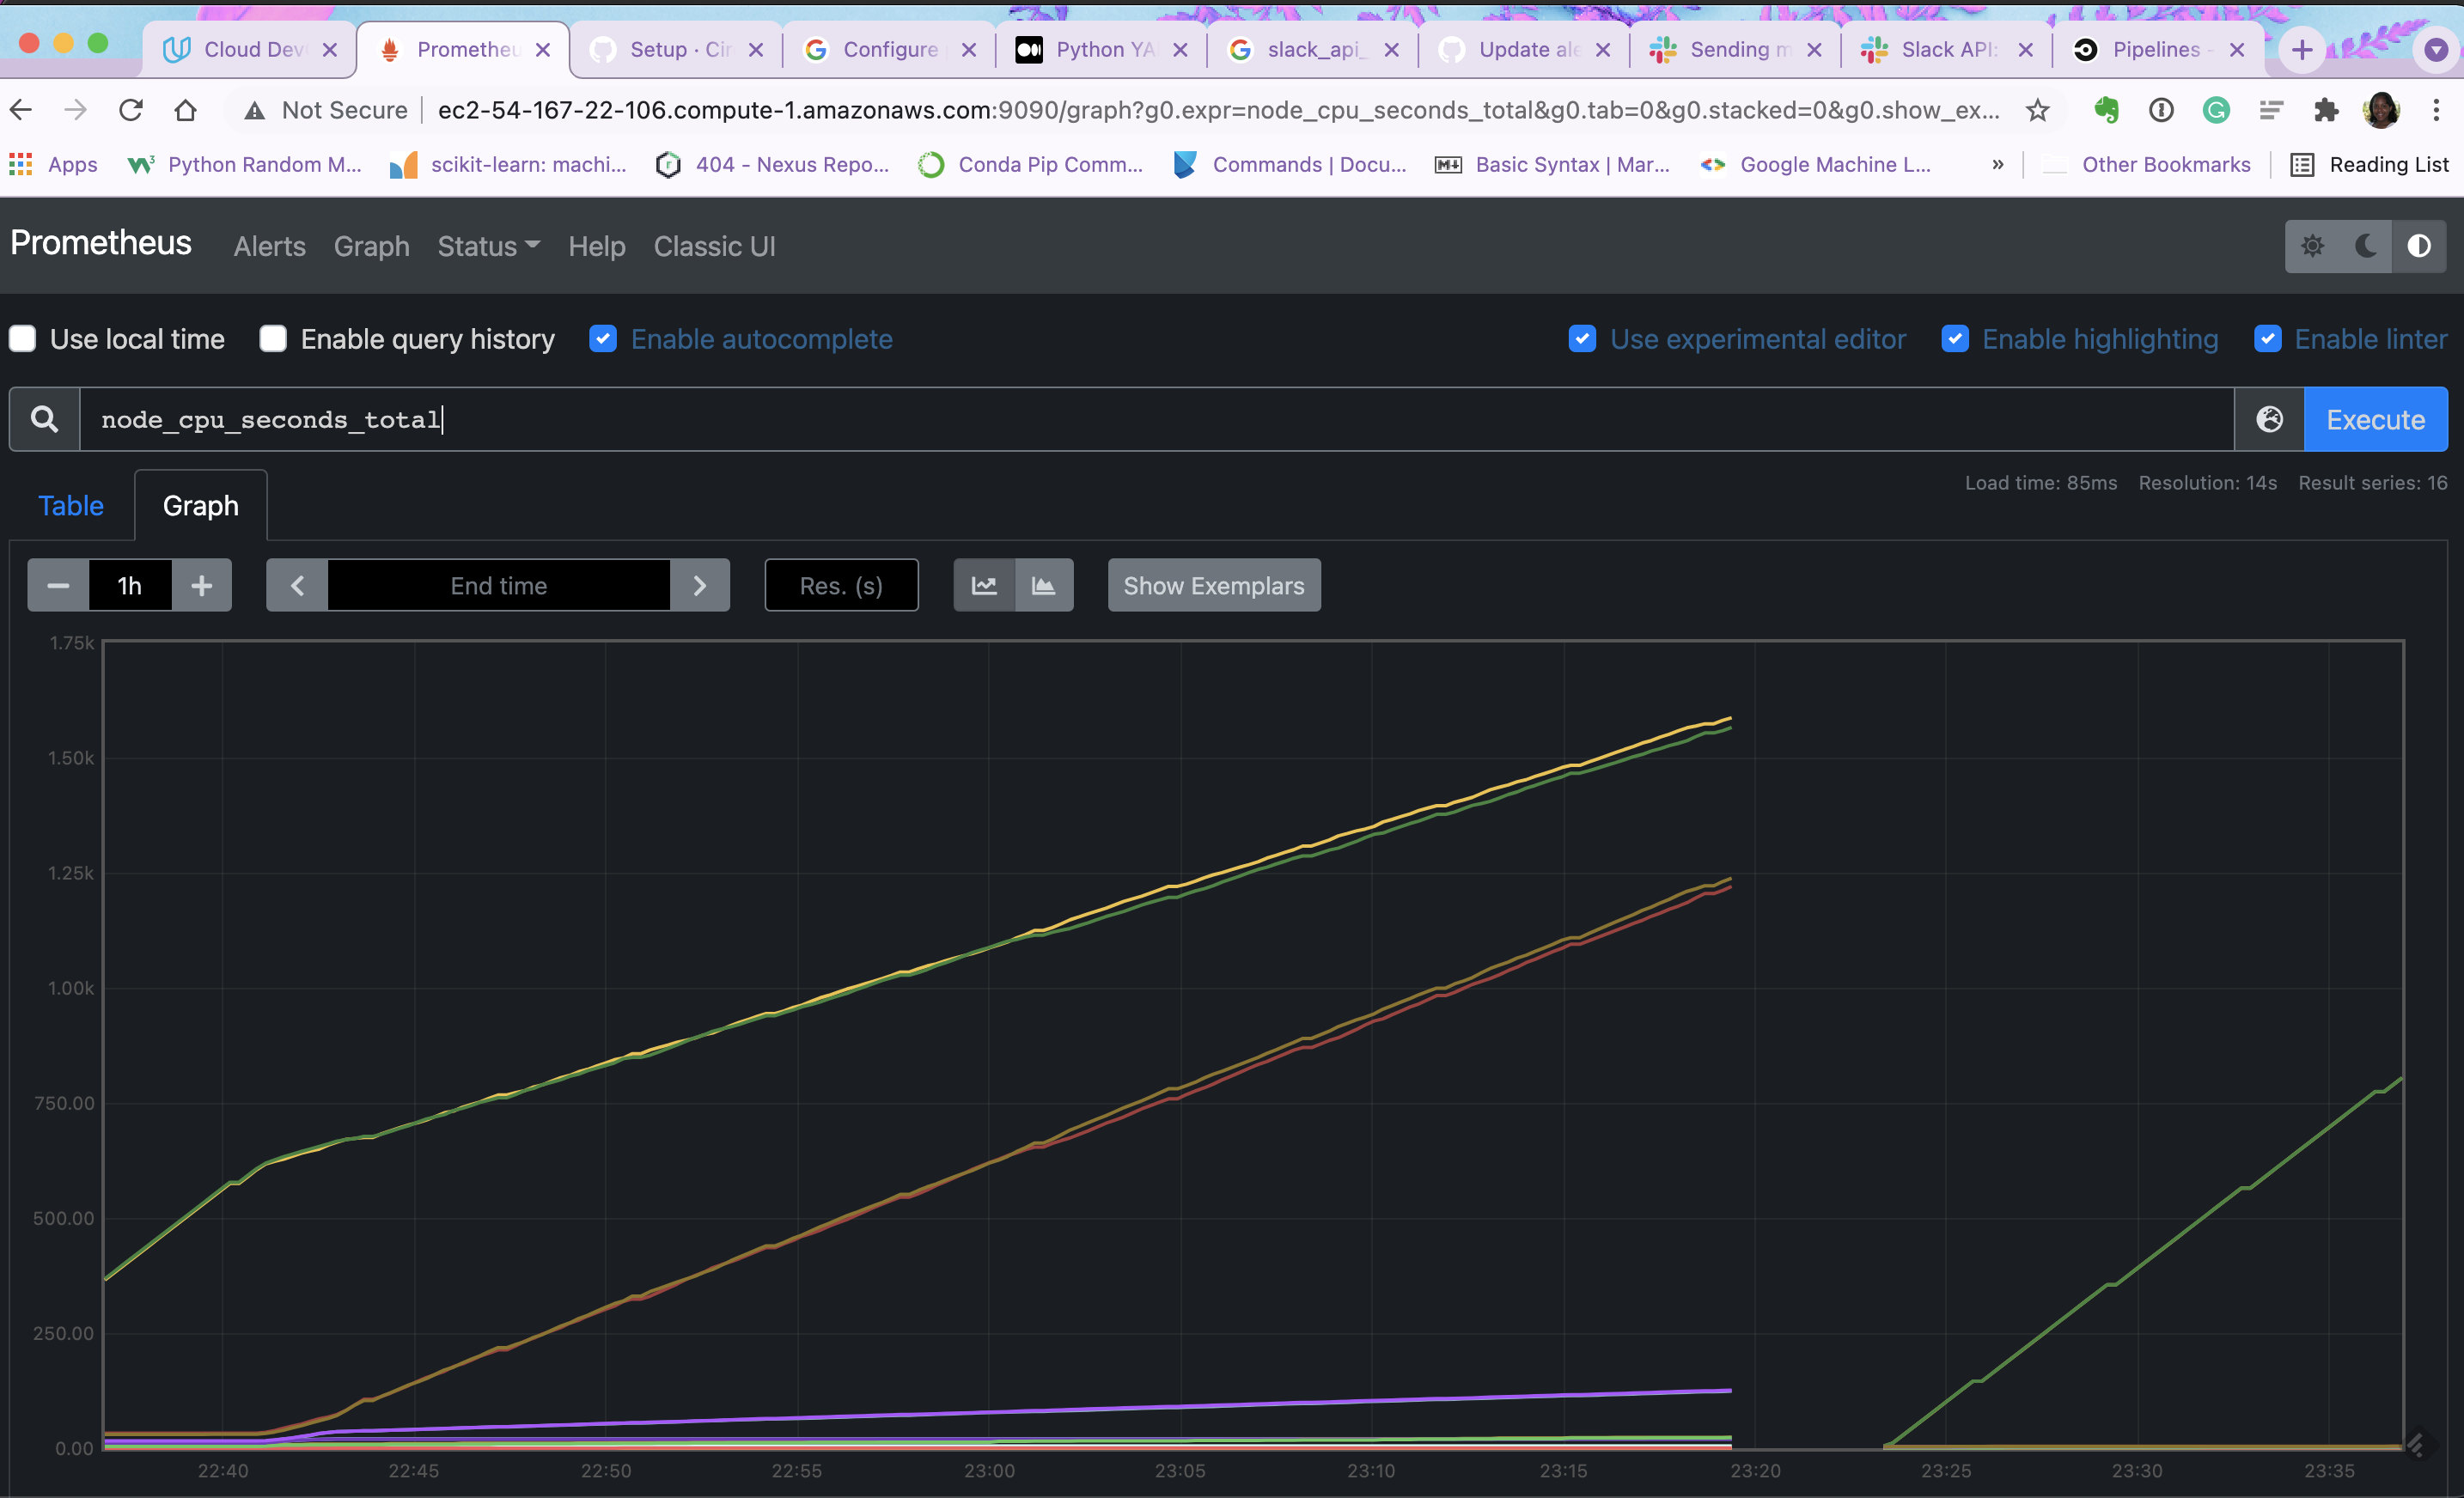 Cloud Dev
Prometheu
Setup · Cir
Configure
Python YA
slack_api_
Update ale
Sending m
Slack API:
Pipelines -
Not Secure
ec2-54-167-22-106.compute-1.amazonaws.com:9090/graph?g0.expr=node_cpu_seconds_total&g0.tab=0&g0.stacked=0&g0.show_ex...
Apps
Python Random M...
scikit-learn: machi...
404 - Nexus Repo...
Conda Pip Comm...
Commands | Docu...
Basic Syntax | Mar...
Google Machine L...
»
Other Bookmarks
Reading List
Prometheus
Alerts
Graph
Status
Help
Classic UI
Use local time
Enable query history
Enable autocomplete
Use experimental editor
Enable highlighting
Enable linter
node_cpu_seconds_total
Execute
Table
Graph
Load time: 85ms
Resolution: 14s
Result series: 16
1h
End time
Res. (s)
Show Exemplars
1.75k
1.50k
1.25k
1.00k
750.00
500.00
250.00
0.00
22:40
22:45
22:50
22:55
23:00
23:05
23:10
23:15
23:20
23:25
23:30
23:35